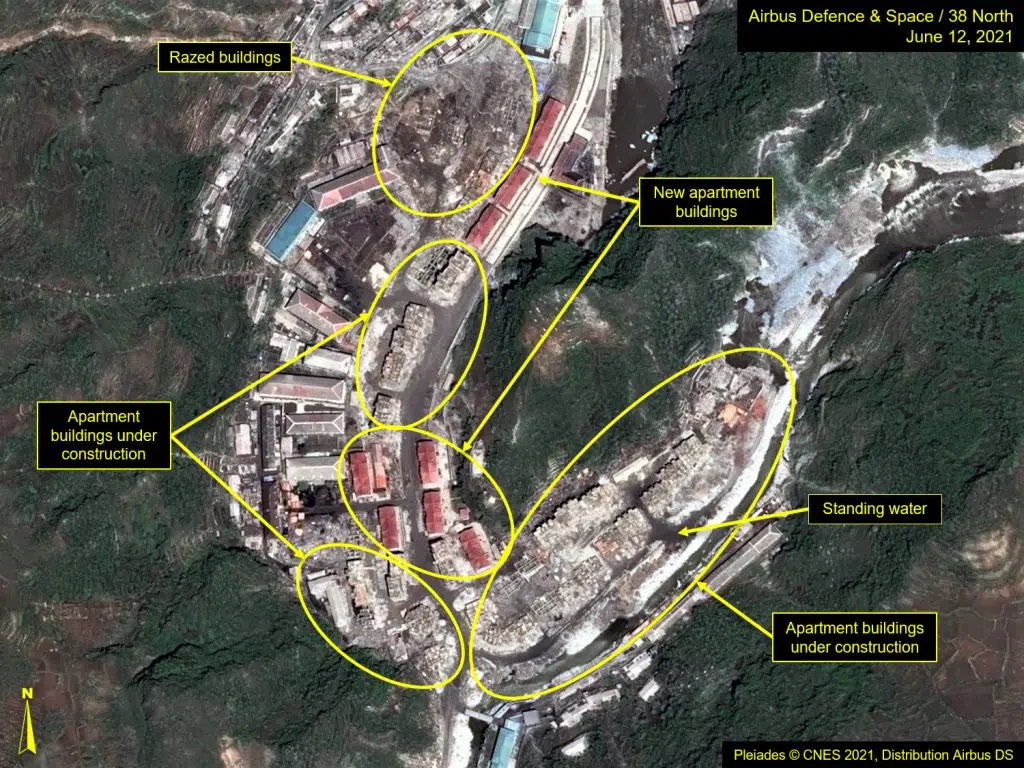 Airbus Defence & Space / 38 North
June 12, 2021
Razed buildings
New apartment
buildings
Apartment
buildings under
construction
Standing water
Apartment buildings
under construction
N
Pleiades © CNES 2021, Distribution Airbus DS